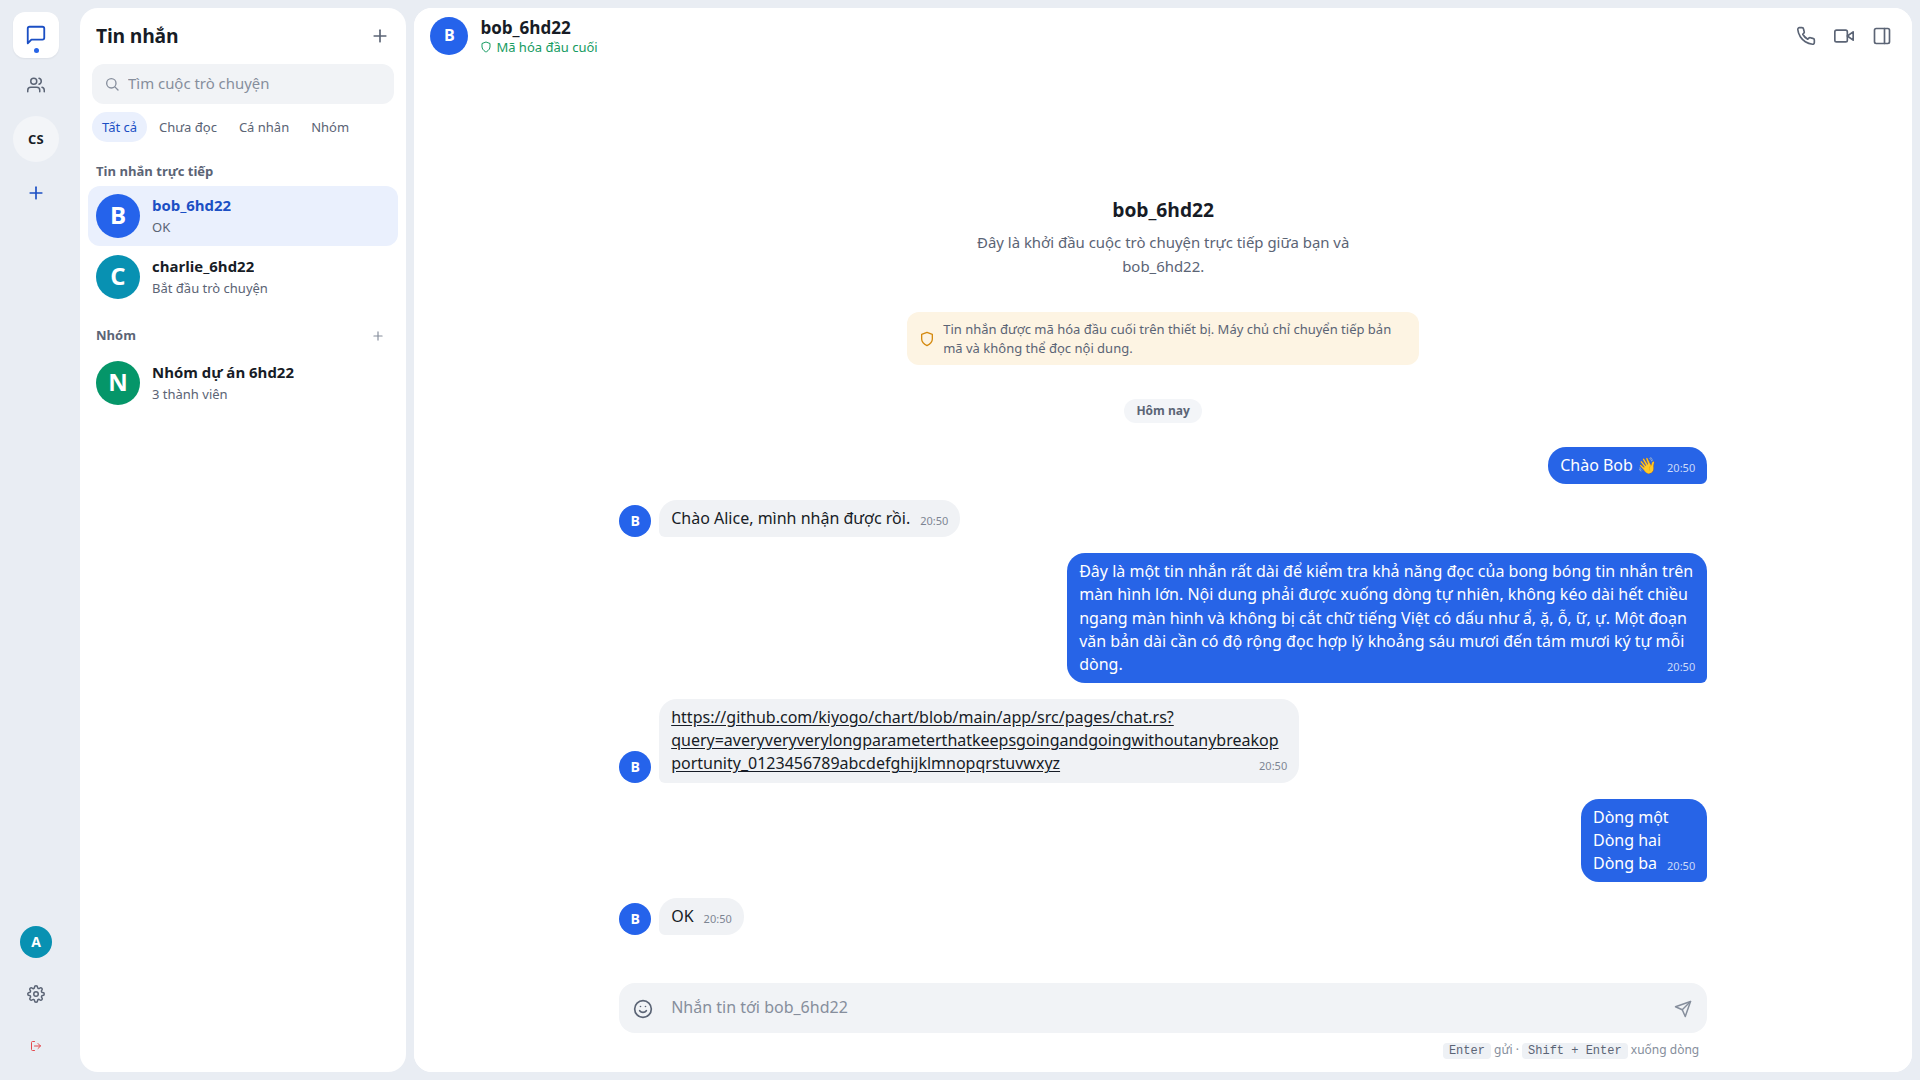 Tin nhắn
Tìm cuộc trò chuyện
Tất cả
Chưa đọc
Cá nhân
Nhóm
CS
Tin nhắn trực tiếp
B
bob_6hd22
OK
C
charlie_6hd22
Bắt đầu trò chuyện
Nhóm
N
Nhóm dự án 6hd22
3 thành viên
A
B
bob_6hd22
Mã hóa đầu cuối
bob_6hd22
Đây là khởi đầu cuộc trò chuyện trực tiếp giữa bạn và
bob_6hd22.
Tin nhắn được mã hóa đầu cuối trên thiết bị. Máy chủ chỉ chuyển tiếp bản
mã và không thể đọc nội dung.
Hôm nay
Chào Bob 👋 20:50
B
Chào Alice, mình nhận được rồi. 20:50
Đây là một tin nhắn rất dài để kiểm tra khả năng đọc của bong bóng tin nhắn trên
màn hình lớn. Nội dung phải được xuống dòng tự nhiên, không kéo dài hết chiều
ngang màn hình và không bị cắt chữ tiếng Việt có dấu như ẩ, ặ, ỗ, ữ, ự. Một đoạn
văn bản dài cần có độ rộng đọc hợp lý khoảng sáu mươi đến tám mươi ký tự mỗi
dòng. 20:50
https://github.com/kiyogo/chart/blob/main/app/src/pages/chat.rs?
query=averyveryverylongparameterthatkeepsgoingandgoingwithoutanybreakop
portunity_0123456789abcdefghijklmnopqrstuvwxyz 20:50
B
Dòng một
Dòng hai
Dòng ba 20:50
B
OK 20:50
Nhắn tin tới bob_6hd22
Enter gửi · Shift + Enter xuống dòng